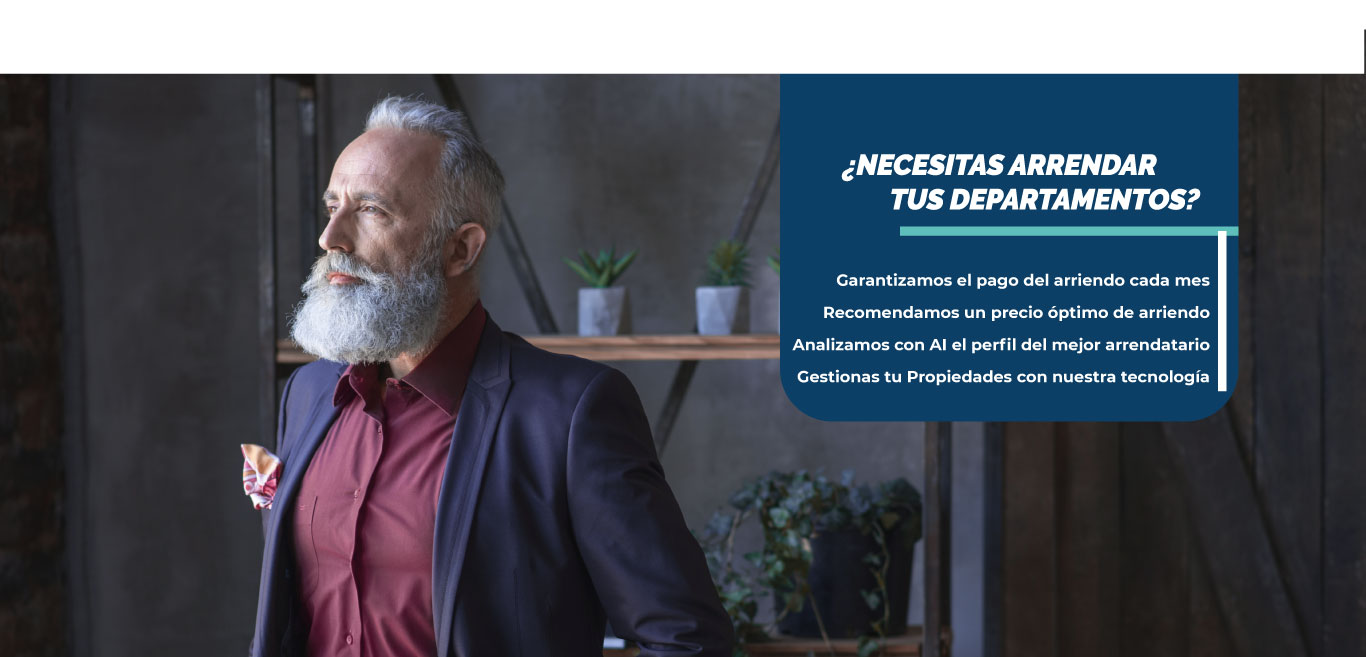 ¿NECESITAS ARRENDAR
TUS DEPARTAMENTOS?
Garantizamos el pago del arriendo cada mes
Recomendamos un precio óptimo de arriendo
Analizamos con AI el perfil del mejor arrendatario
Gestionas tu Propiedades con nuestra tecnología